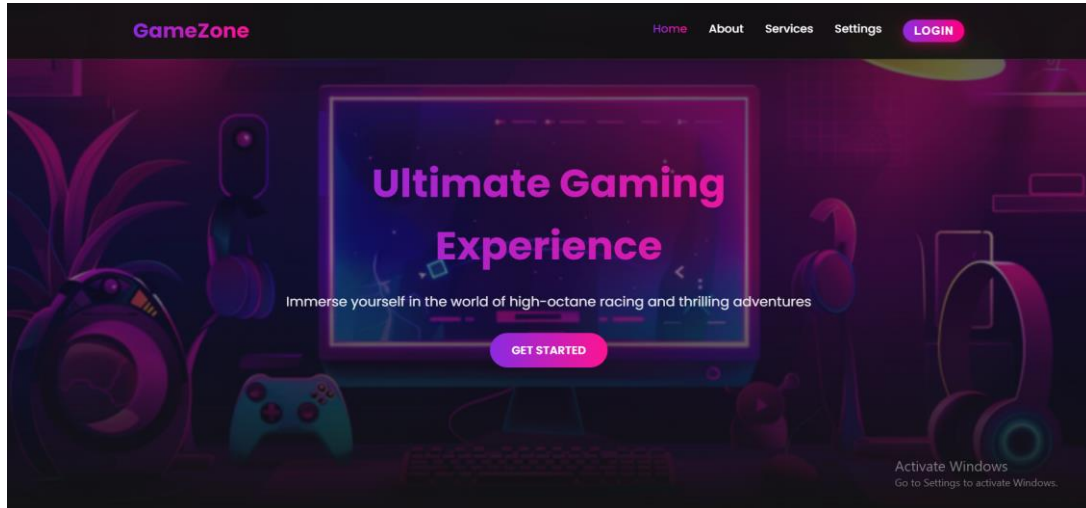 GameZone
Home About Services Settings LOGIN
Ultimate Gaming
Experience
Immerse yourself in the world of high-octane racing and thrilling adventures
GET STARTED
Activate Windows
Go to Settings to activate Windows.